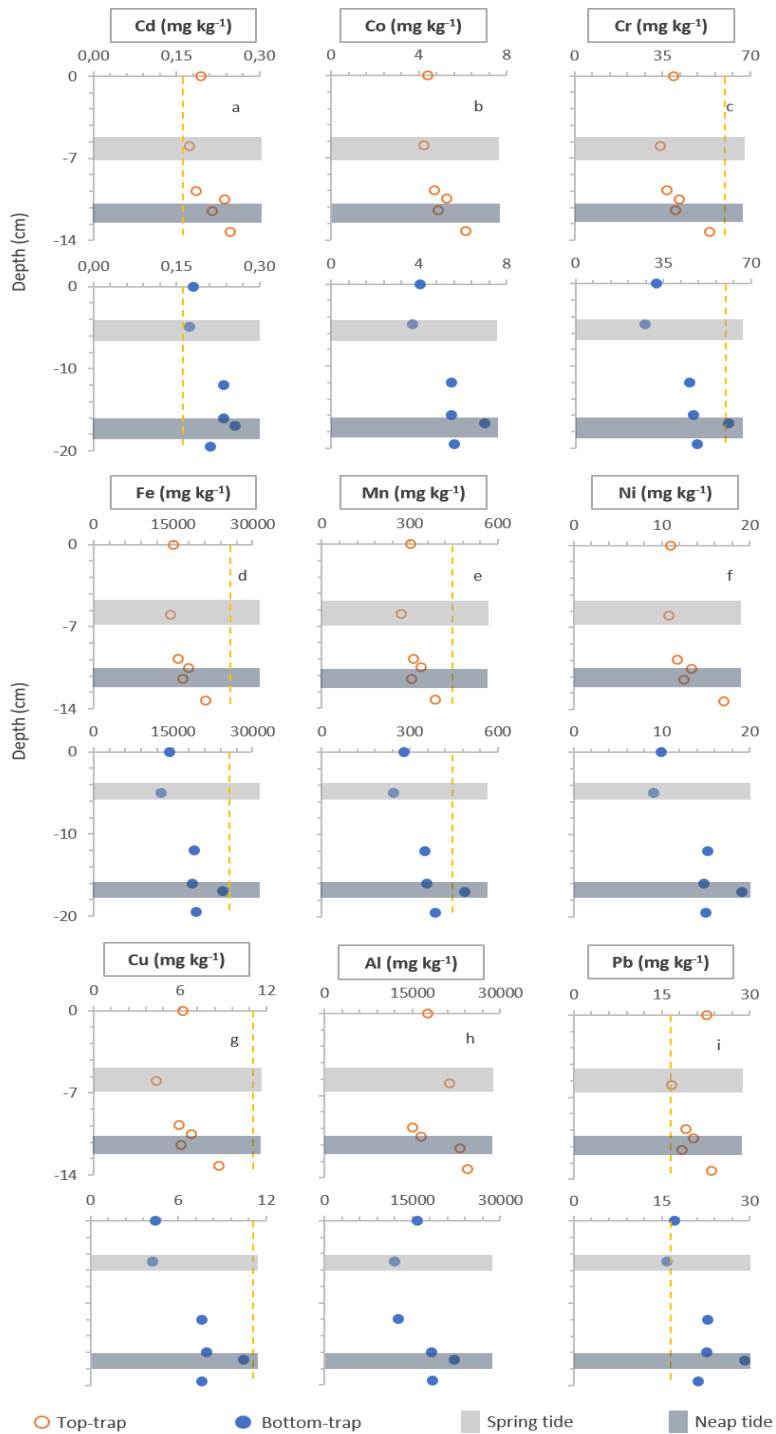 Cd (mg kg⁻¹) Co (mg kg⁻¹) Cr (mg kg⁻¹)
0,00 0,15 0,30 0 4 8 0 35 70
0
a b c
-7
-14
Depth (cm)
0,00 0,15 0,30 0 4 8 0 35 70
0
-10
-20
Fe (mg kg⁻¹) Mn (mg kg⁻¹) Ni (mg kg⁻¹)
0 15000 30000 0 300 600 0 10 20
0
d e f
-7
-14
Depth (cm)
0 15000 30000 0 300 600 0 10 20
0
-10
-20
Cu (mg kg⁻¹) Al (mg kg⁻¹) Pb (mg kg⁻¹)
0 6 12 0 15000 30000 0 15 30
0
g h i
-7
-14
0 6 12 0 15000 30000 0 15 30
Top-trap Bottom-trap Spring tide Neap tide